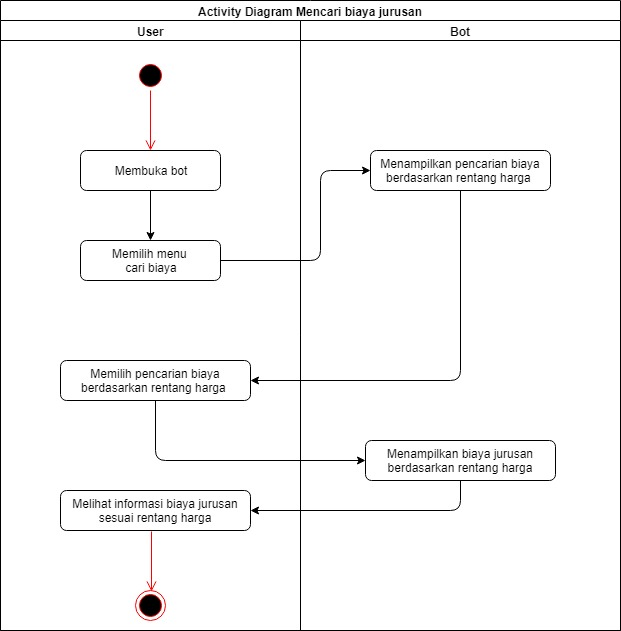 Activity Diagram Mencari biaya jurusan
User
Bot
Membuka bot
Menampilkan pencarian biaya
berdasarkan rentang harga
Memilih menu
cari biaya
Memilih pencarian biaya
berdasarkan rentang harga
Menampilkan biaya jurusan
berdasarkan rentang harga
Melihat informasi biaya jurusan
sesuai rentang harga